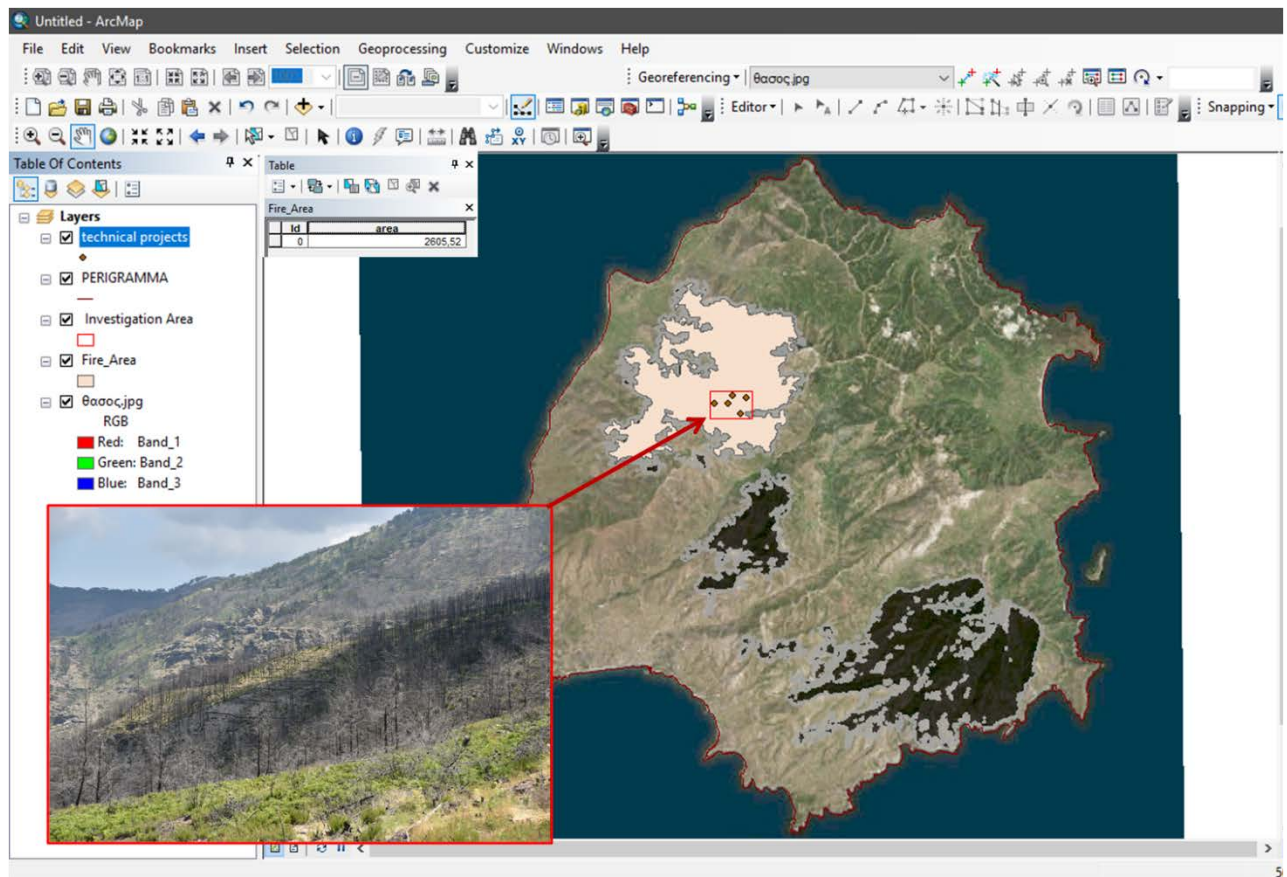 Untitled - ArcMap
File Edit View Bookmarks Insert Selection Geoprocessing Customize Windows Help
Georeferencing θασος.jpg
Editor Snapping
Table Of Contents
Table
Fire_Area
Id area
0 2605,52
Layers
technical projects
PERIGRAMMA
Investigation Area
Fire_Area
θασος.jpg
RGB
Red: Band_1
Green: Band_2
Blue: Band_3
5